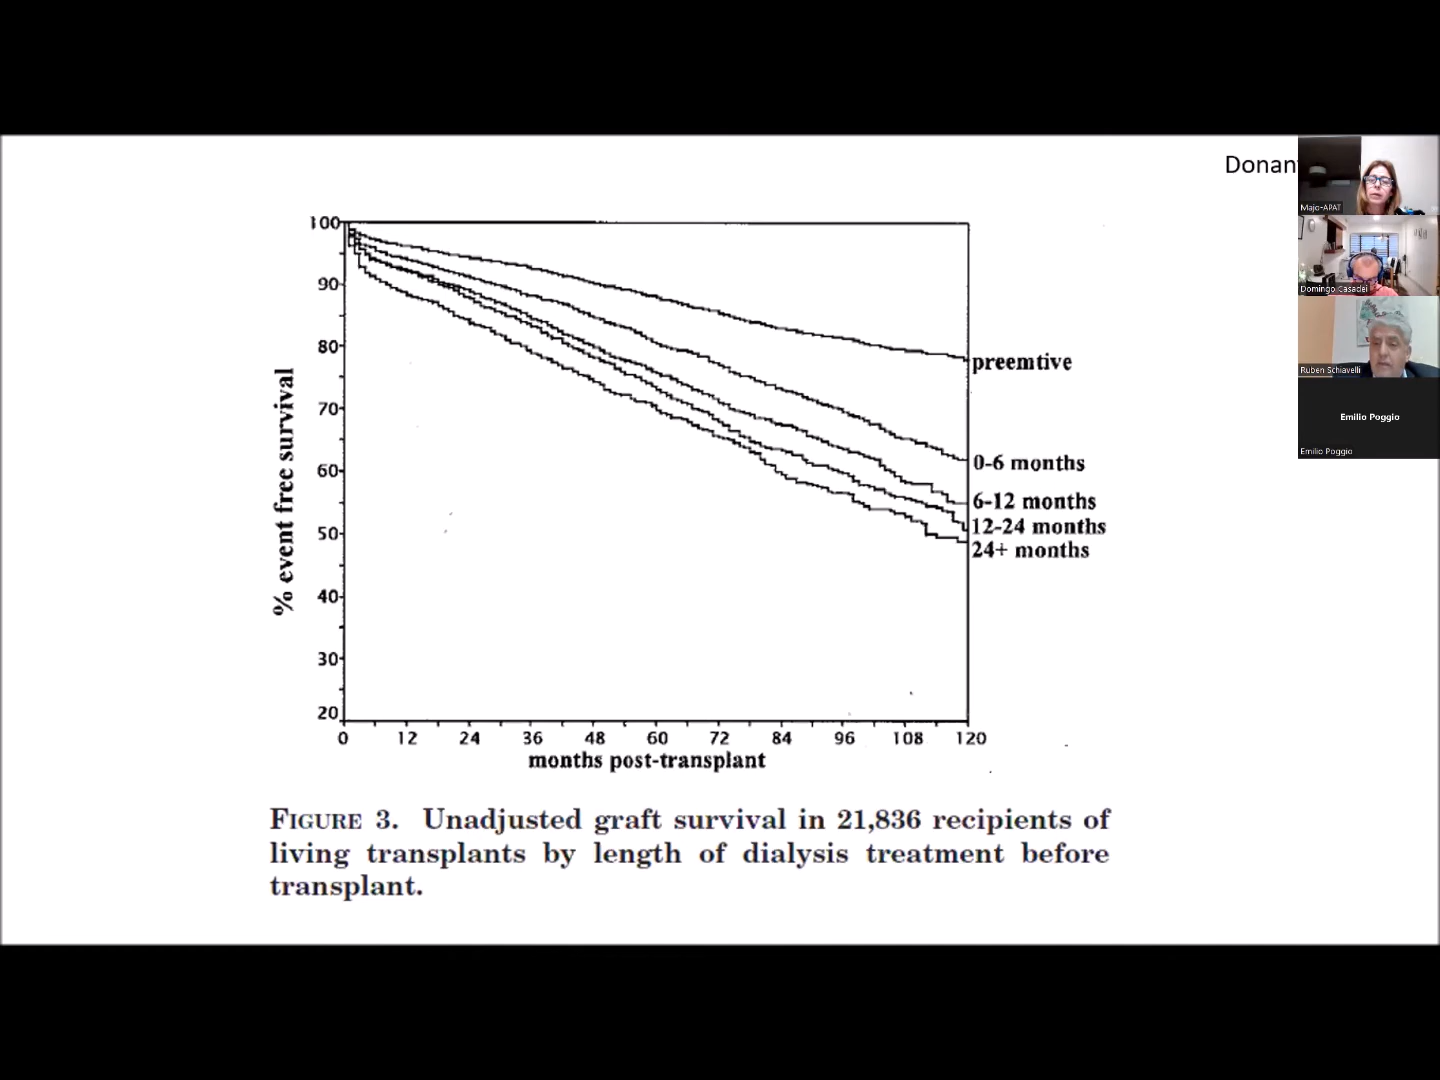 Donan
Majo-APAT
Domingo Casadei
Ruben Schiavelli
Emilio Poggio
Emilio Poggio
100
90
80
70
60
50
40
30
20
% event free survival
preemtive
0-6 months
6-12 months
12-24 months
24+ months
0 12 24 36 48 60 72 84 96 108 120
months post-transplant
FIGURE 3. Unadjusted graft survival in 21,836 recipients of
living transplants by length of dialysis treatment before
transplant.